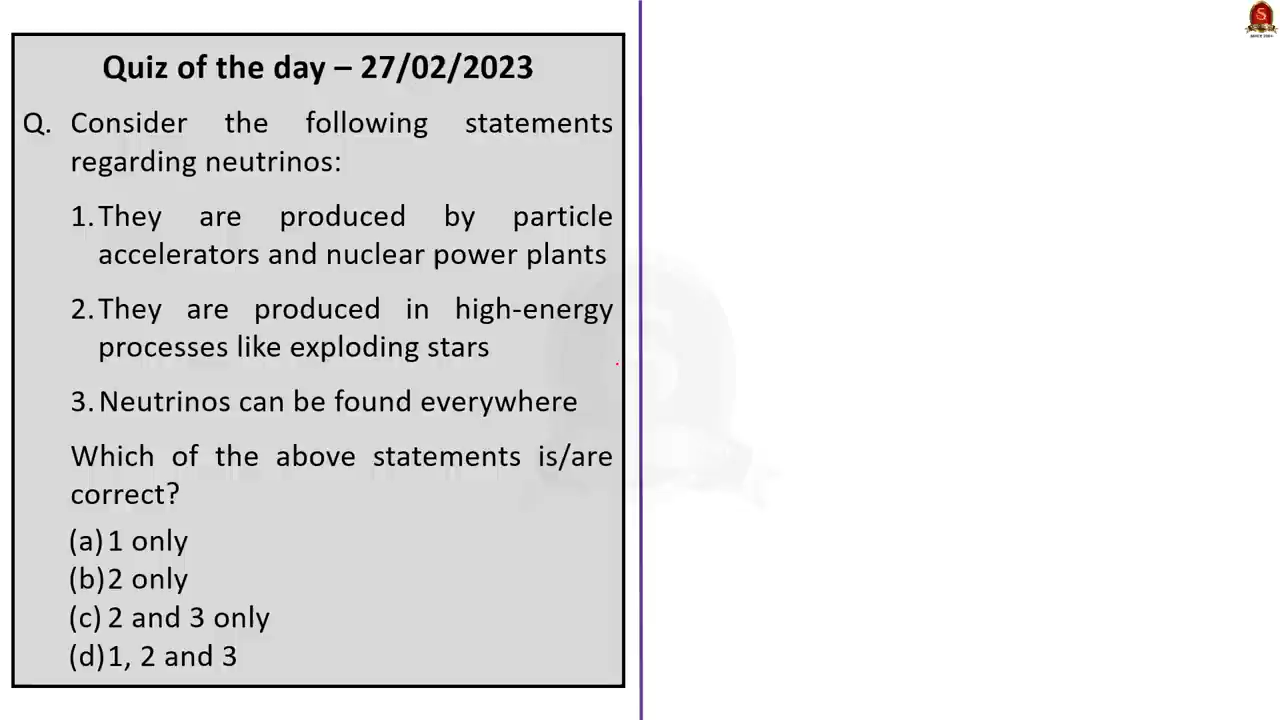 Quiz of the day – 27/02/2023
Q. Consider the following statements
regarding neutrinos:
1. They are produced by particle
accelerators and nuclear power plants
2. They are produced in high-energy
processes like exploding stars
3. Neutrinos can be found everywhere
Which of the above statements is/are
correct?
(a) 1 only
(b) 2 only
(c) 2 and 3 only
(d) 1, 2 and 3